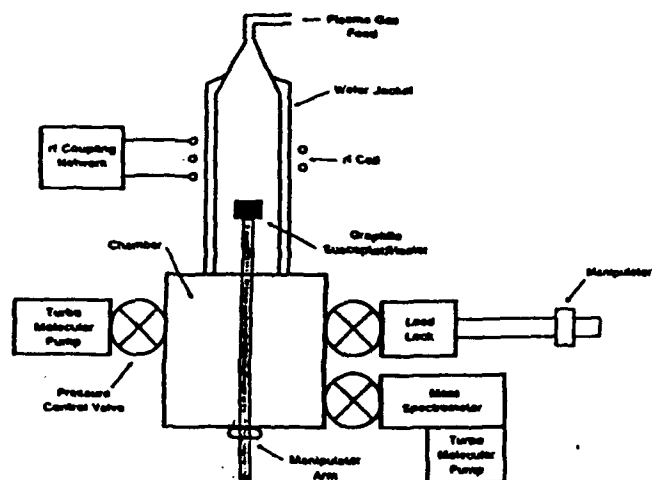 Plasma Gas
Feed
Water Jacket
rf Coupling
Network
rf Coil
Graphite
Susceptor/Heater
Chamber
Manipulator
Turbo
Molecular
Pump
Load
Lock
Pressure
Control Valve
Mass
Spectrometer
Manipulator
Arm
Turbo
Molecular
Pump